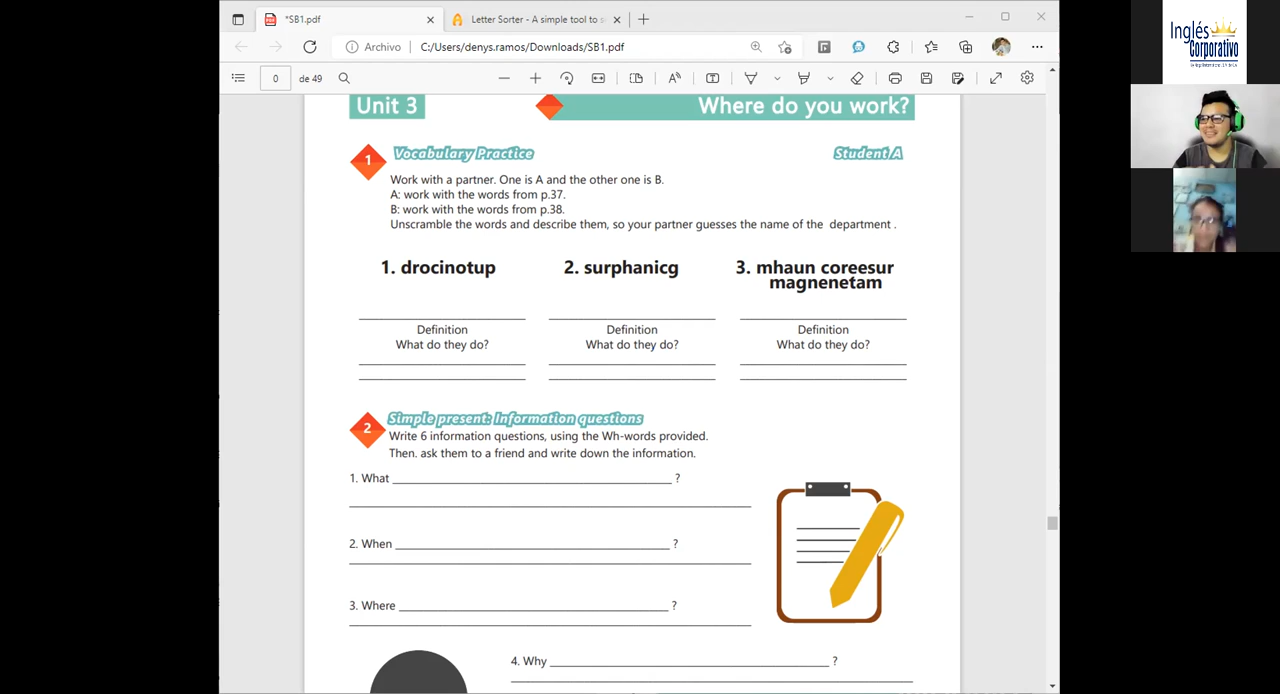 *SB1.pdf
Letter Sorter - A simple tool to s
Archivo C:/Users/denys.ramos/Downloads/SB1.pdf
0 de 49
Unit 3
Where do you work?
1
Vocabulary Practice
Student A
Work with a partner. One is A and the other one is B.
A: work with the words from p.37.
B: work with the words from p.38.
Unscramble the words and describe them, so your partner guesses the name of the department .
1. drocinotup
2. surphanicg
3. mhaun coreesur
magnenetam
Definition
What do they do?
Definition
What do they do?
Definition
What do they do?
2
Simple present: Information questions
Write 6 information questions, using the Wh-words provided.
Then. ask them to a friend and write down the information.
1. What ?
2. When ?
3. Where ?
4. Why ?
Inglés
Corporativo